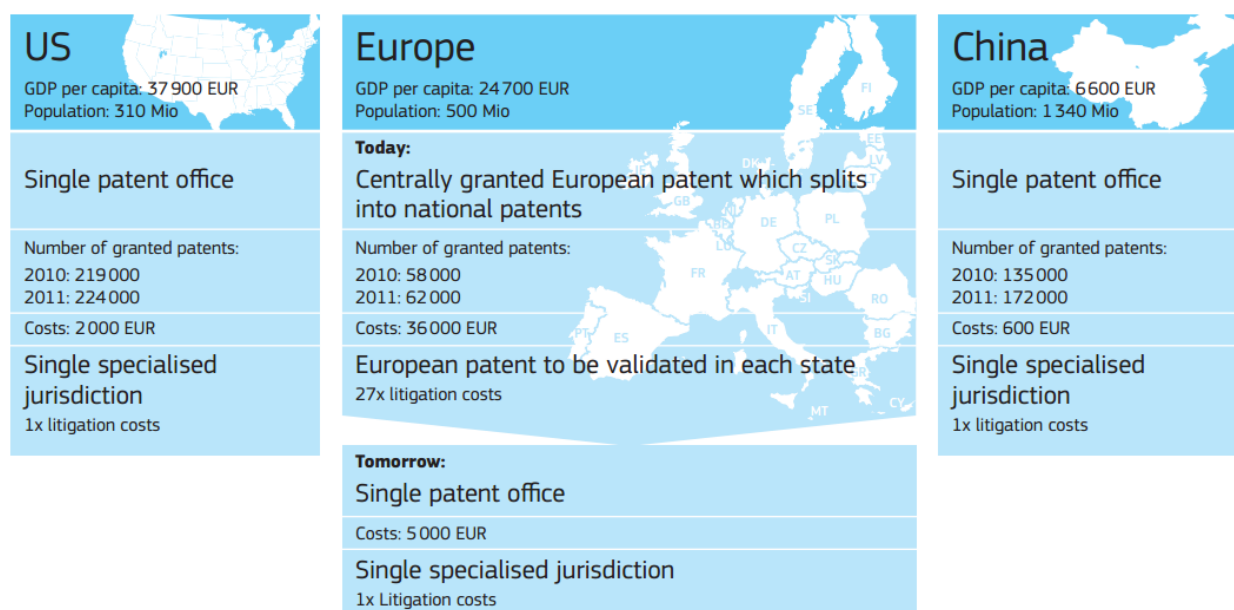 US
GDP per capita: 37 900 EUR
Population: 310 Mio
Single patent office
Number of granted patents:
2010: 219 000
2011: 224 000
Costs: 2 000 EUR
Single specialised
jurisdiction
1x litigation costs
Europe
GDP per capita: 24 700 EUR
Population: 500 Mio
Today:
Centrally granted European patent which splits
into national patents
Number of granted patents:
2010: 58 000
2011: 62 000
Costs: 36 000 EUR
European patent to be validated in each state
27x litigation costs
FI
SE
EE
LV
DK
GB
PL
DE
CZ
SK
FR
AT
HU
SI
RO
IT
BG
PT
ES
GR
MT
CY
Tomorrow:
Single patent office
Costs: 5 000 EUR
Single specialised jurisdiction
1x Litigation costs
China
GDP per capita: 6 600 EUR
Population: 1 340 Mio
Single patent office
Number of granted patents:
2010: 135 000
2011: 172 000
Costs: 600 EUR
Single specialised
jurisdiction
1x litigation costs